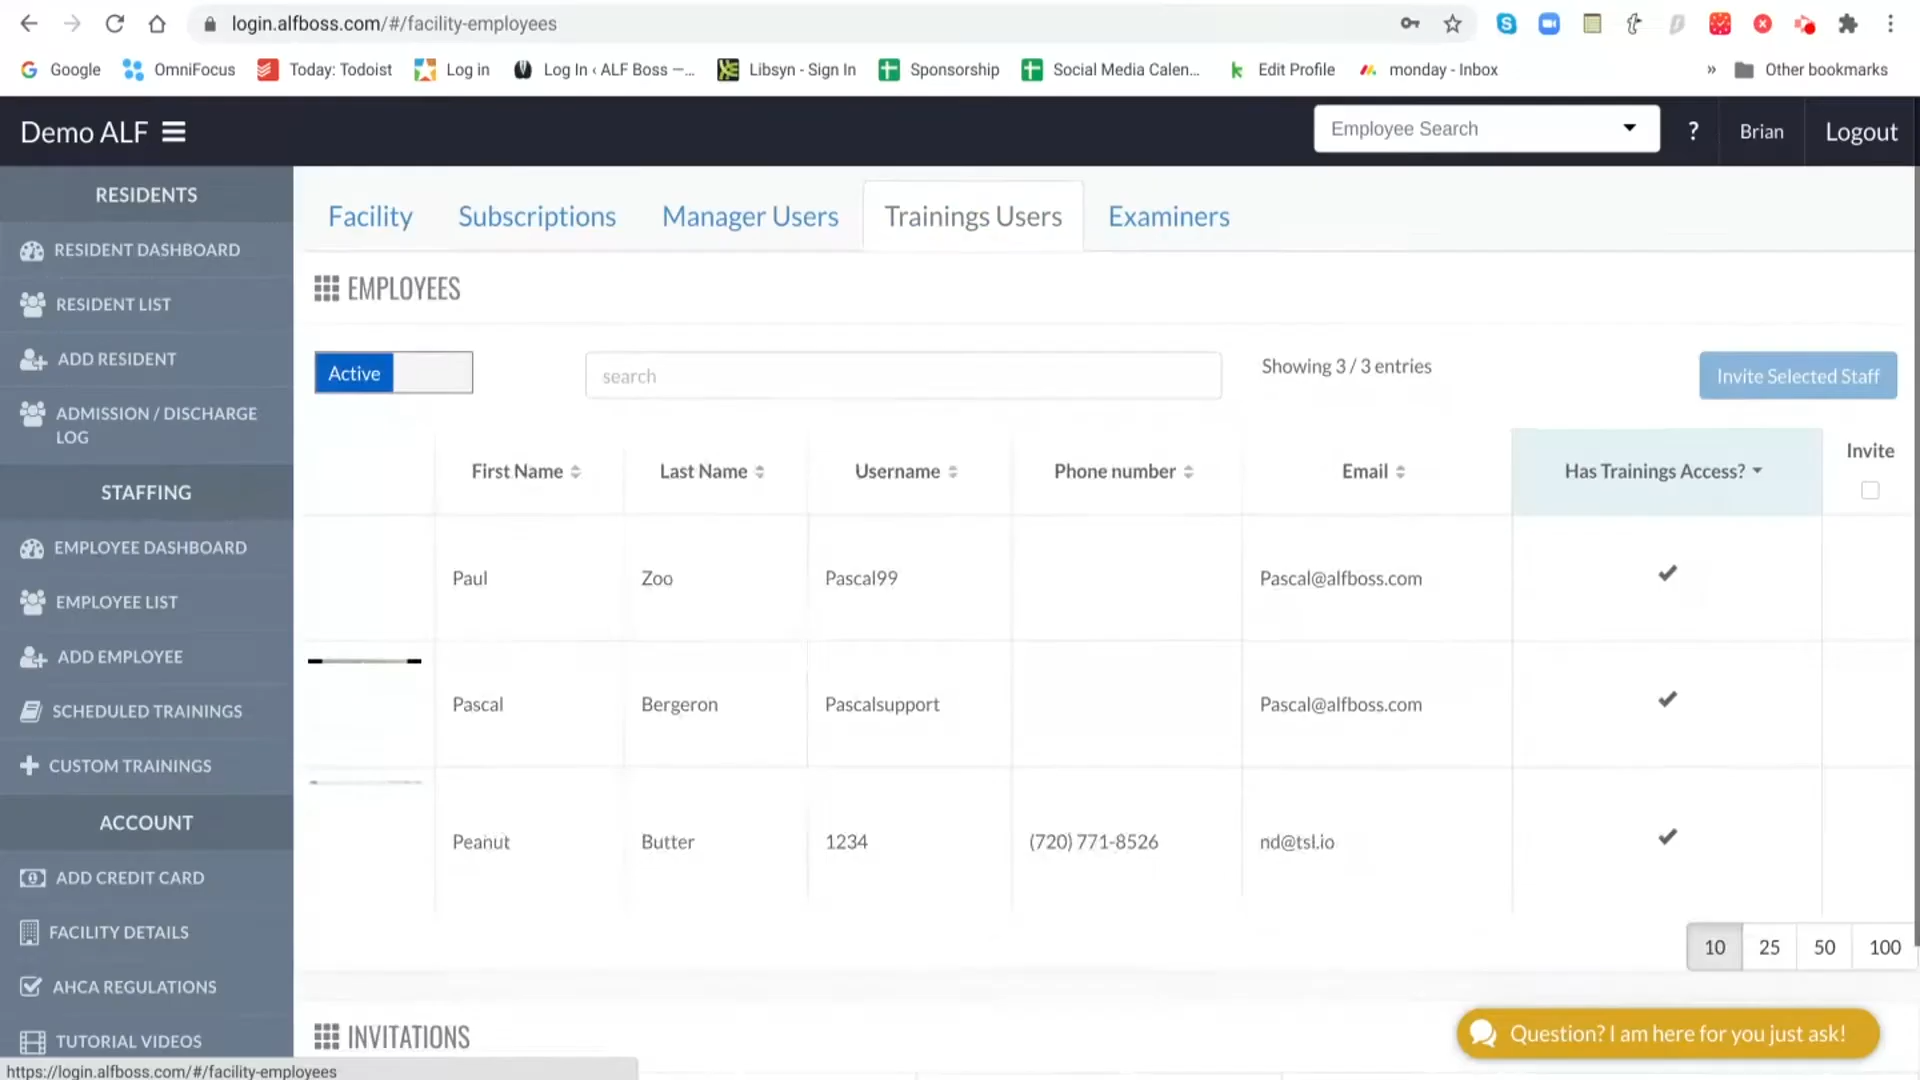 login.alfboss.com/#/facility-employees
Google OmniFocus Today: Todoist Log in Log In ‹ ALF Boss —... Libsyn - Sign In Sponsorship Social Media Calen... Edit Profile monday - Inbox » Other bookmarks
Demo ALF Employee Search ? Brian Logout
RESIDENTS
RESIDENT DASHBOARD
RESIDENT LIST
ADD RESIDENT
ADMISSION / DISCHARGE
LOG
STAFFING
EMPLOYEE DASHBOARD
EMPLOYEE LIST
ADD EMPLOYEE
SCHEDULED TRAININGS
CUSTOM TRAININGS
ACCOUNT
ADD CREDIT CARD
FACILITY DETAILS
AHCA REGULATIONS
TUTORIAL VIDEOS
Facility Subscriptions Manager Users Trainings Users Examiners
EMPLOYEES
Active search Showing 3 / 3 entries Invite Selected Staff
First Name Last Name Username Phone number Email Has Trainings Access? Invite
Paul Zoo Pascal99 Pascal@alfboss.com
Pascal Bergeron Pascalsupport Pascal@alfboss.com
Peanut Butter 1234 (720) 771-8526 nd@tsl.io
10 25 50 100
INVITATIONS
Question? I am here for you just ask!
https://login.alfboss.com/#/facility-employees